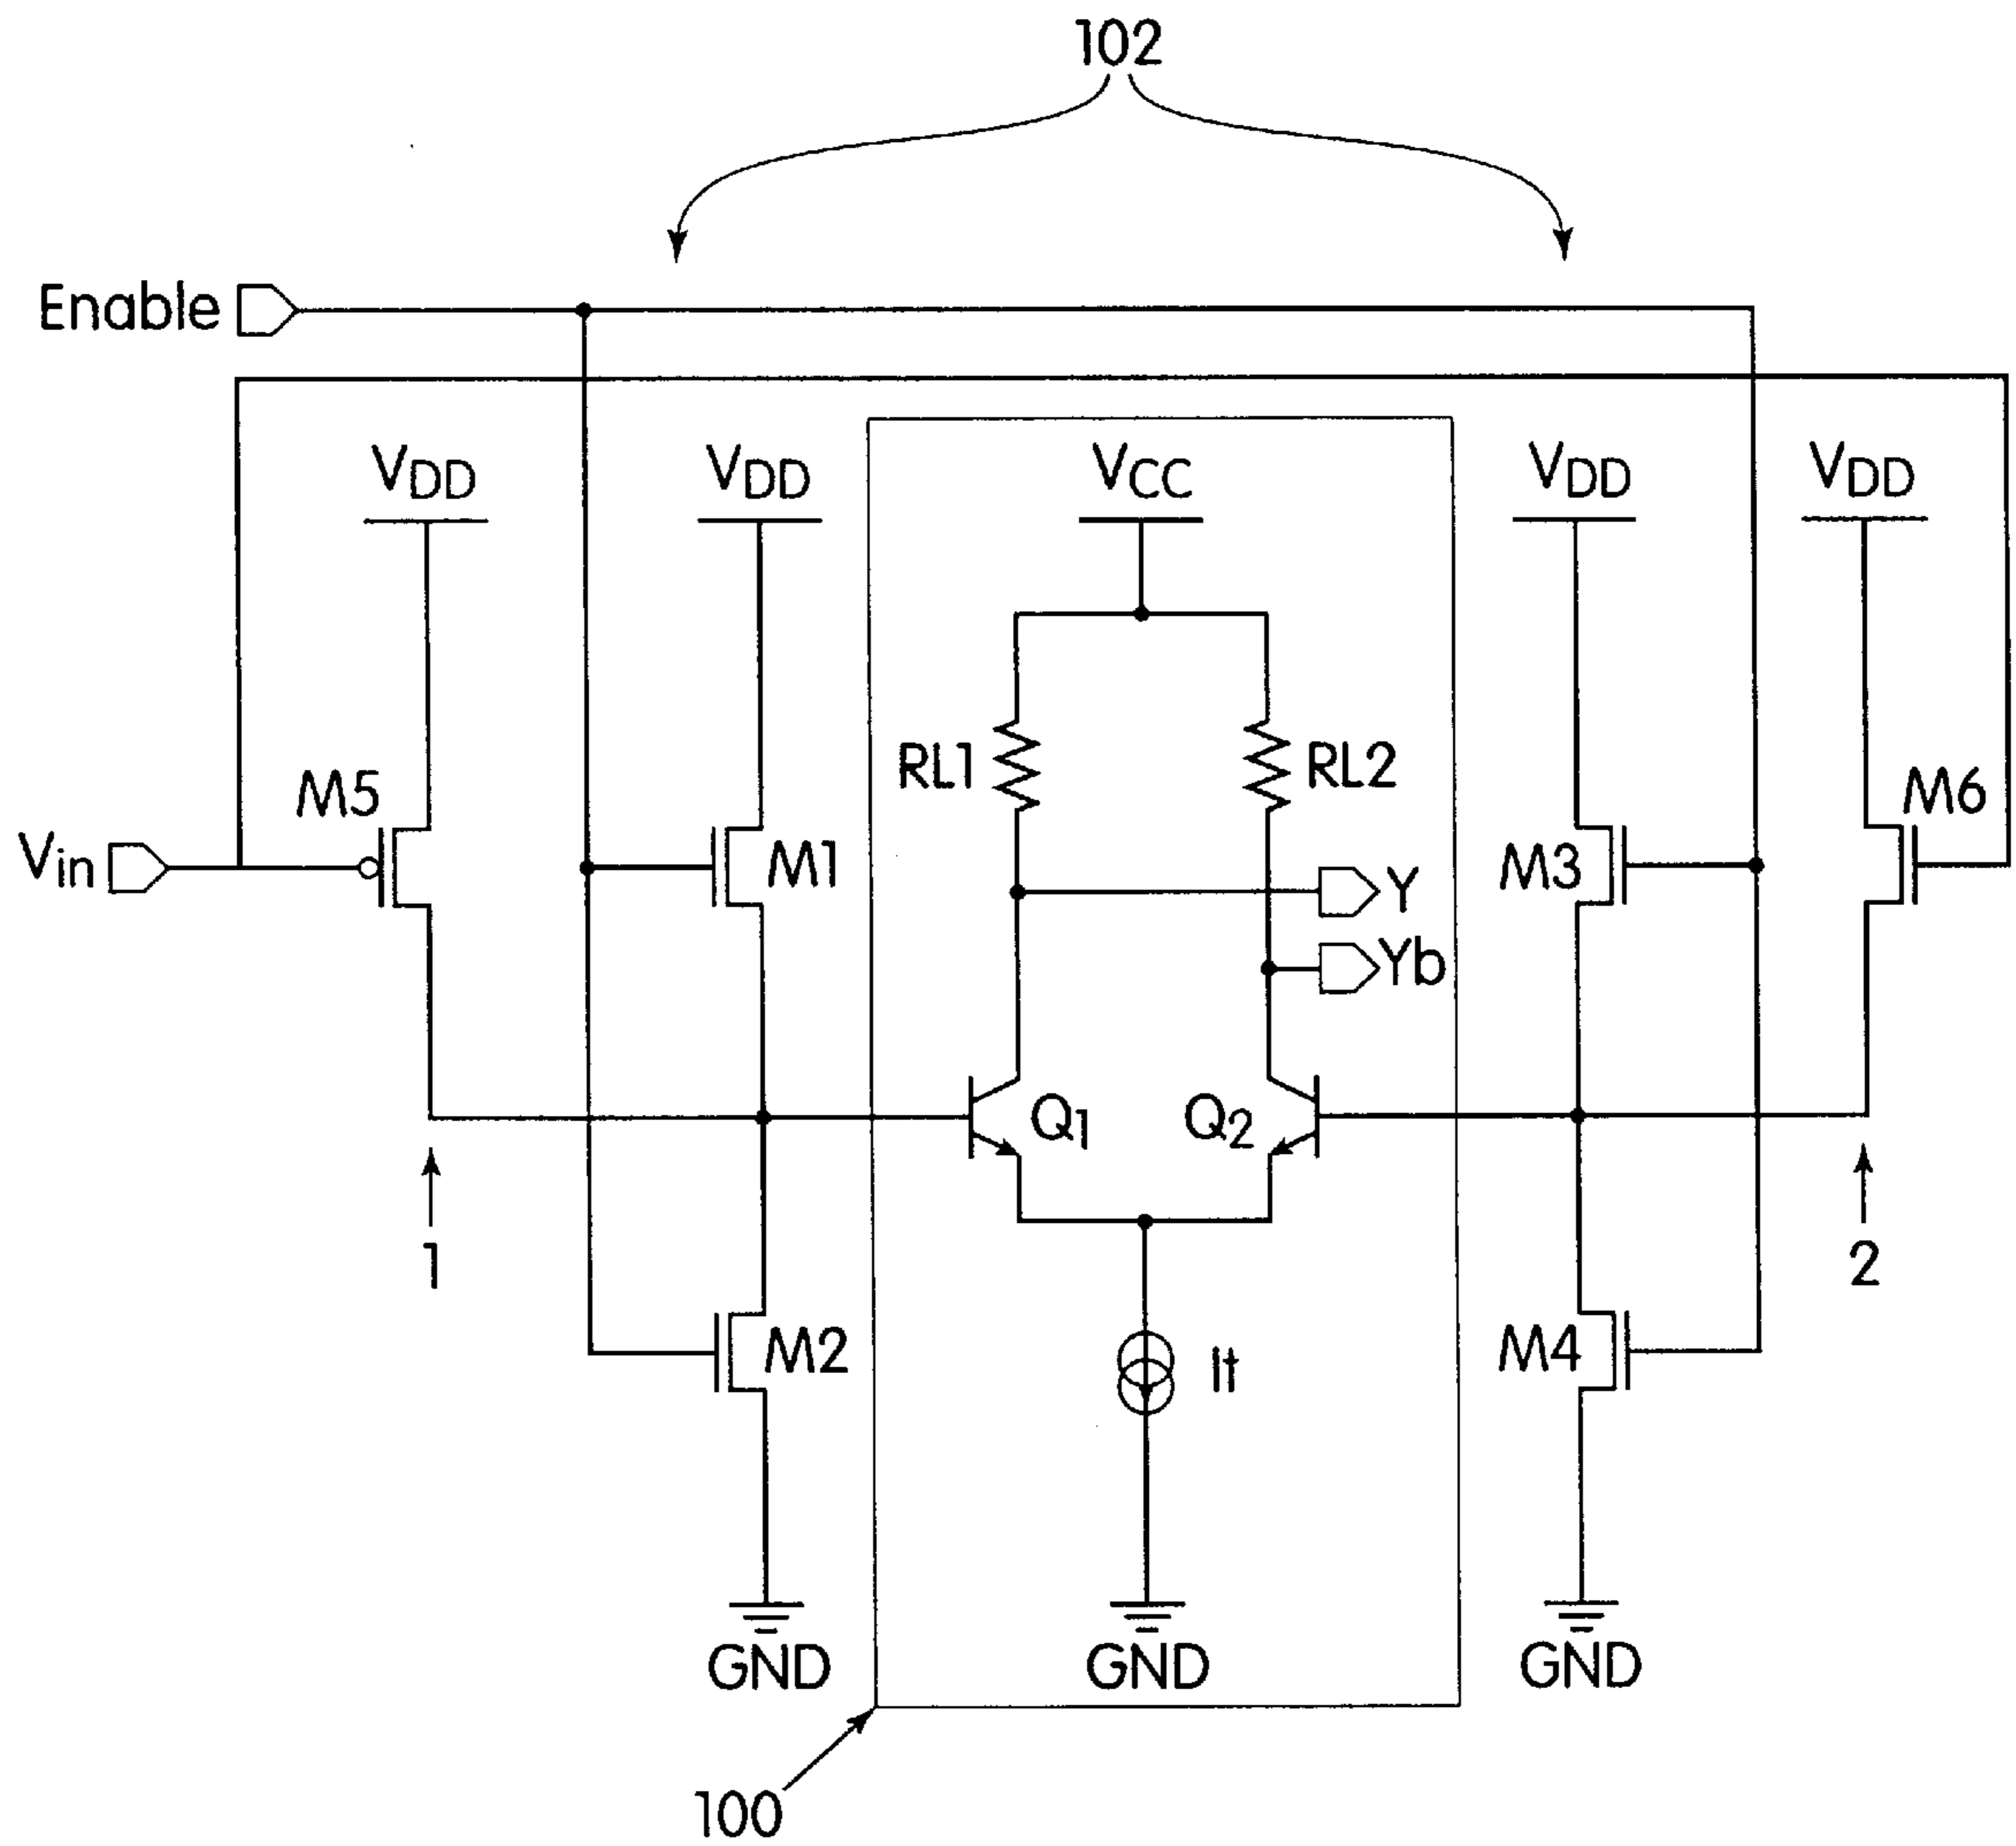 102
Enable
VDD
VDD
VCC
VDD
VDD
RL1
RL2
M5
M6
Vin
M1
M3
Y
Yb
Q1
Q2
1
2
M2
It
M4
GND
GND
GND
100